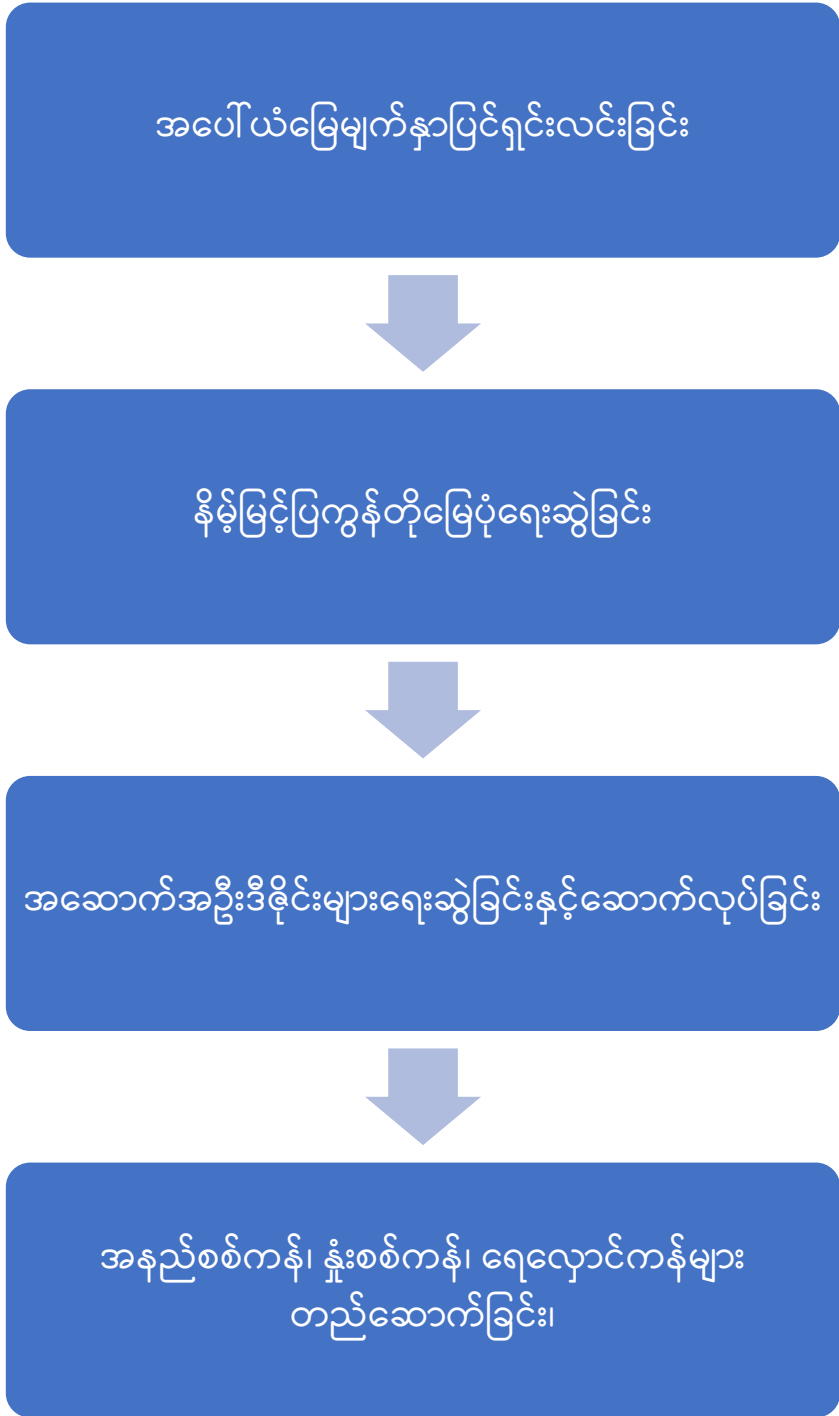 အပေါ်ယံမြေမျက်နှာပြင်ရှင်းလင်းခြင်း
နိမ့်မြင့်ပြကွန်တိုမြေပုံရေးဆွဲခြင်း
အဆောက်အဦးဒီဇိုင်းများရေးဆွဲခြင်းနှင့်ဆောက်လုပ်ခြင်း
အနည်စစ်ကန်၊ နှုံးစစ်ကန်၊ ရေလှောင်ကန်များ
တည်ဆောက်ခြင်း၊